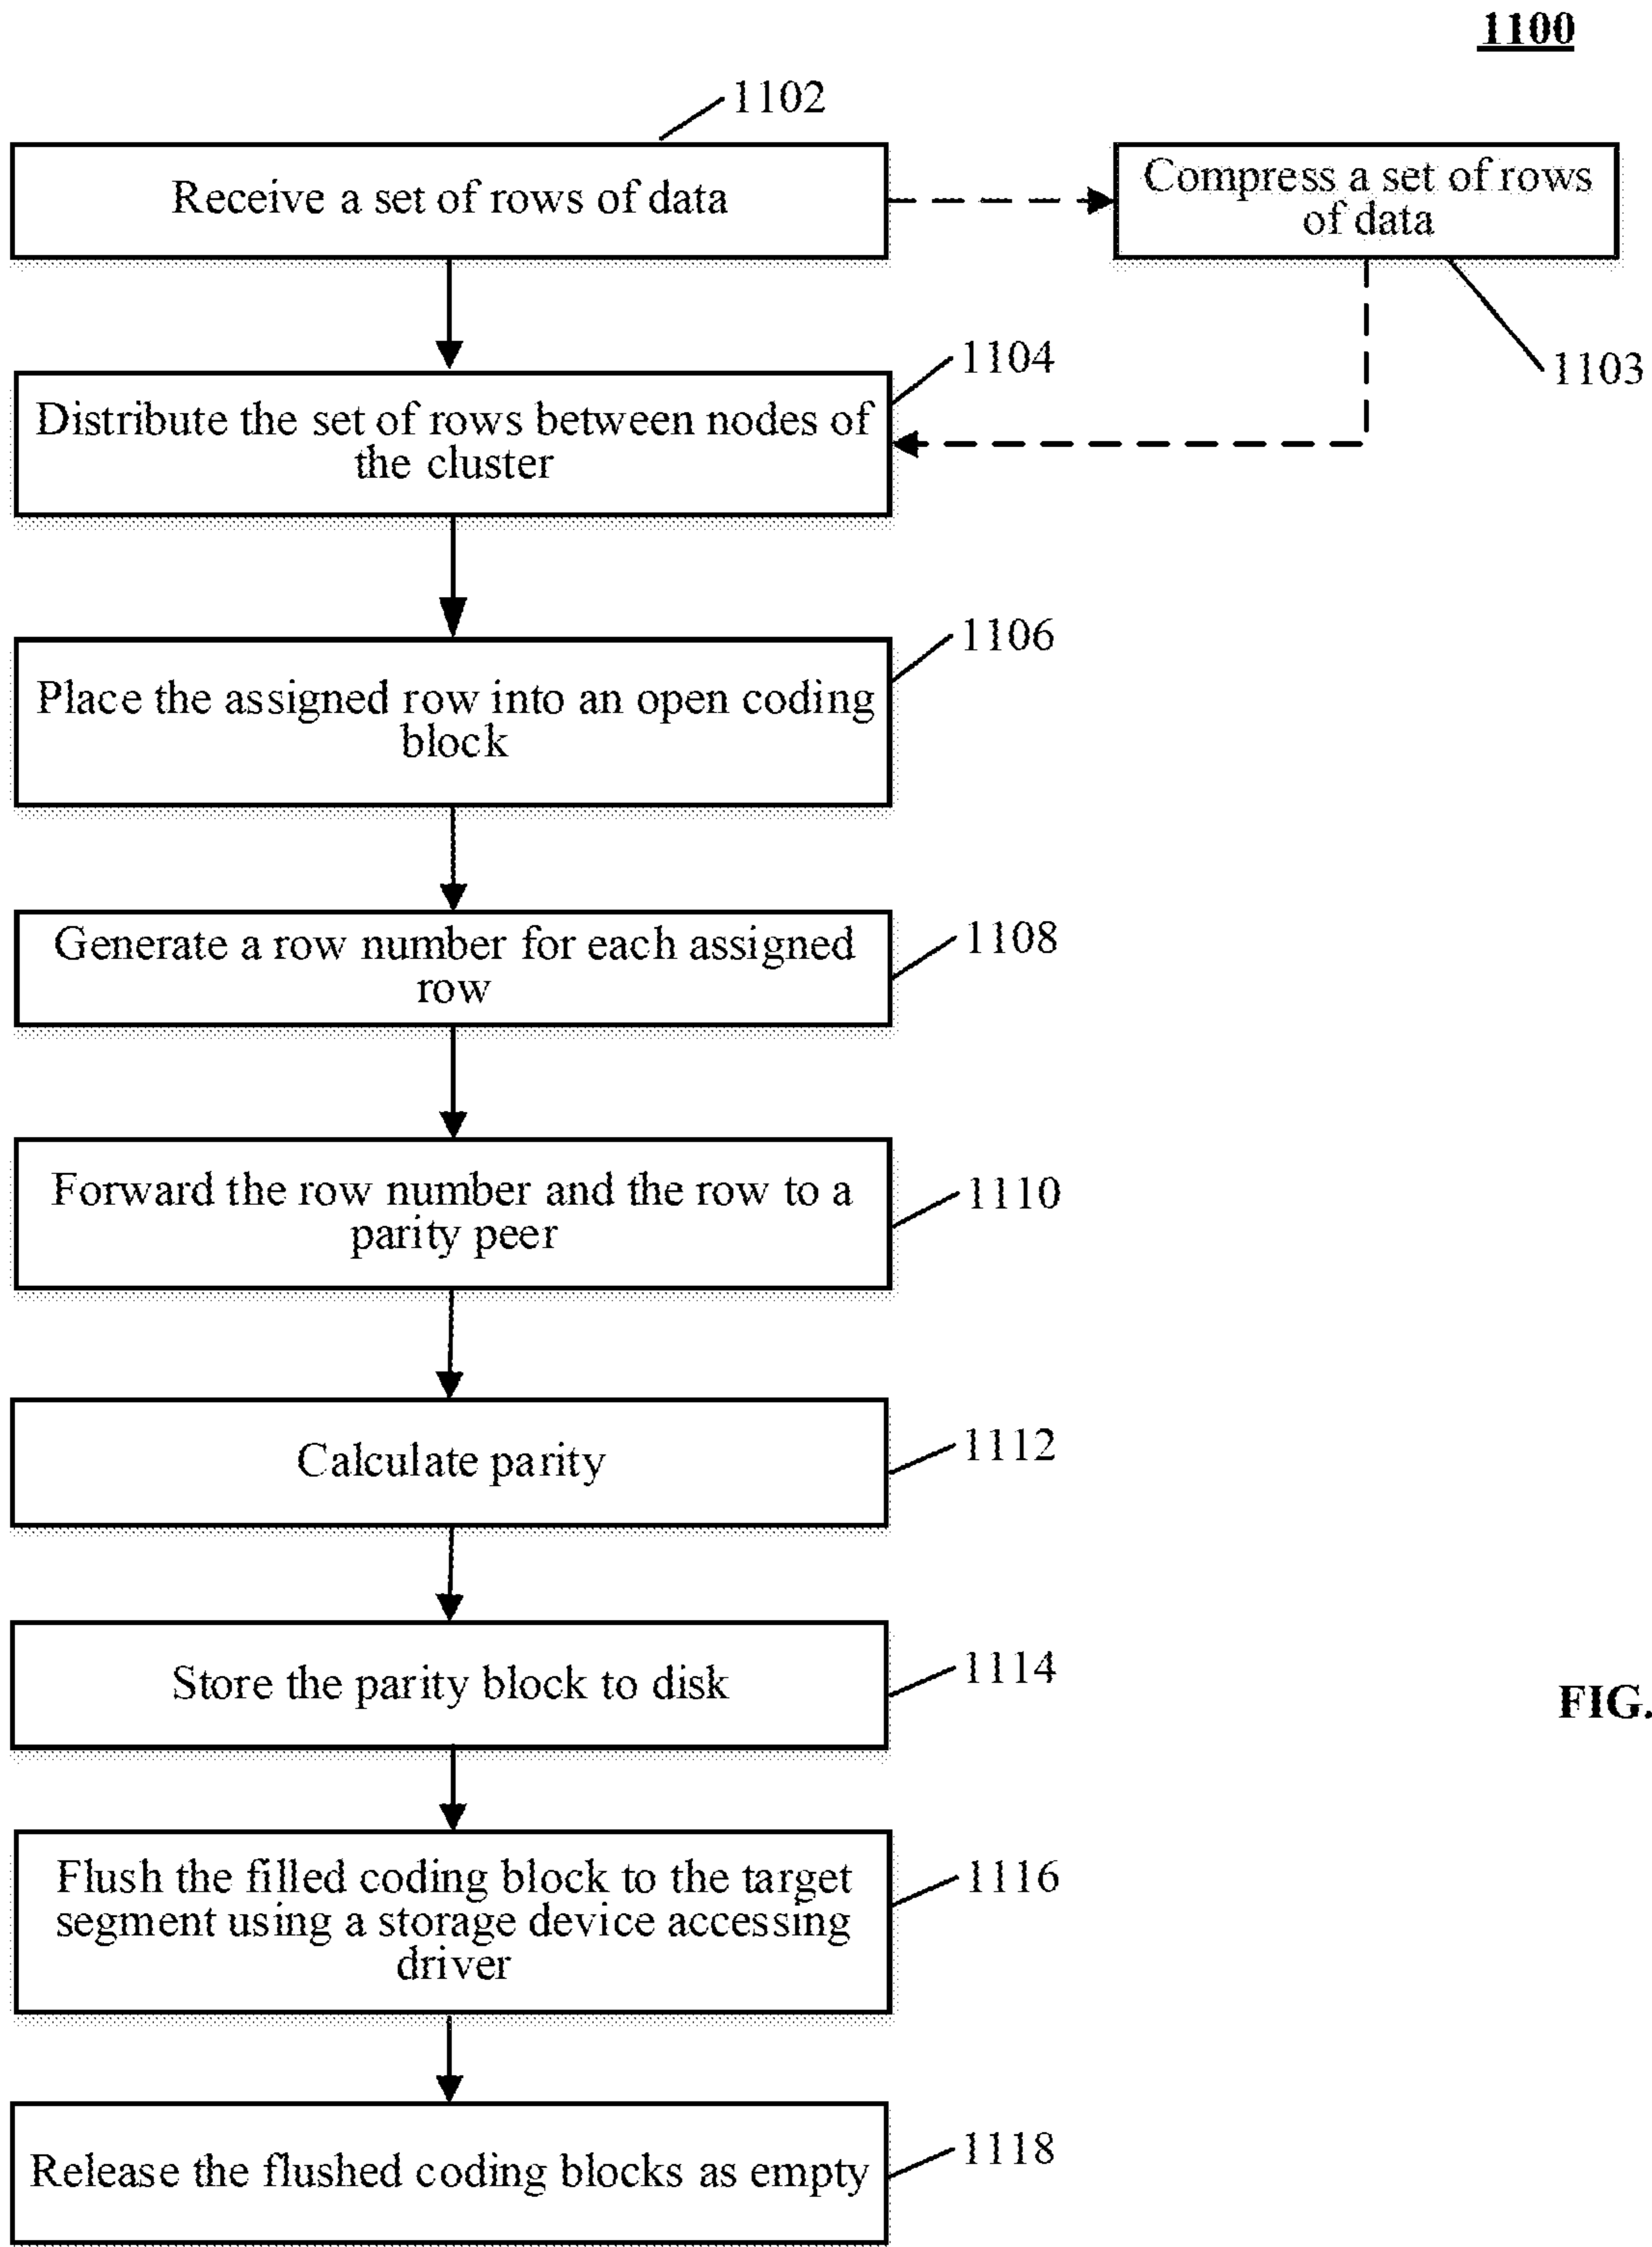 1100
1102
Receive a set of rows of data
Compress a set of rows
of data
1103
1104
Distribute the set of rows between nodes of
the cluster
1106
Place the assigned row into an open coding
block
1108
Generate a row number for each assigned
row
1110
Forward the row number and the row to a
parity peer
1112
Calculate parity
1114
Store the parity block to disk
FIG.
1116
Flush the filled coding block to the target
segment using a storage device accessing
driver
1118
Release the flushed coding blocks as empty